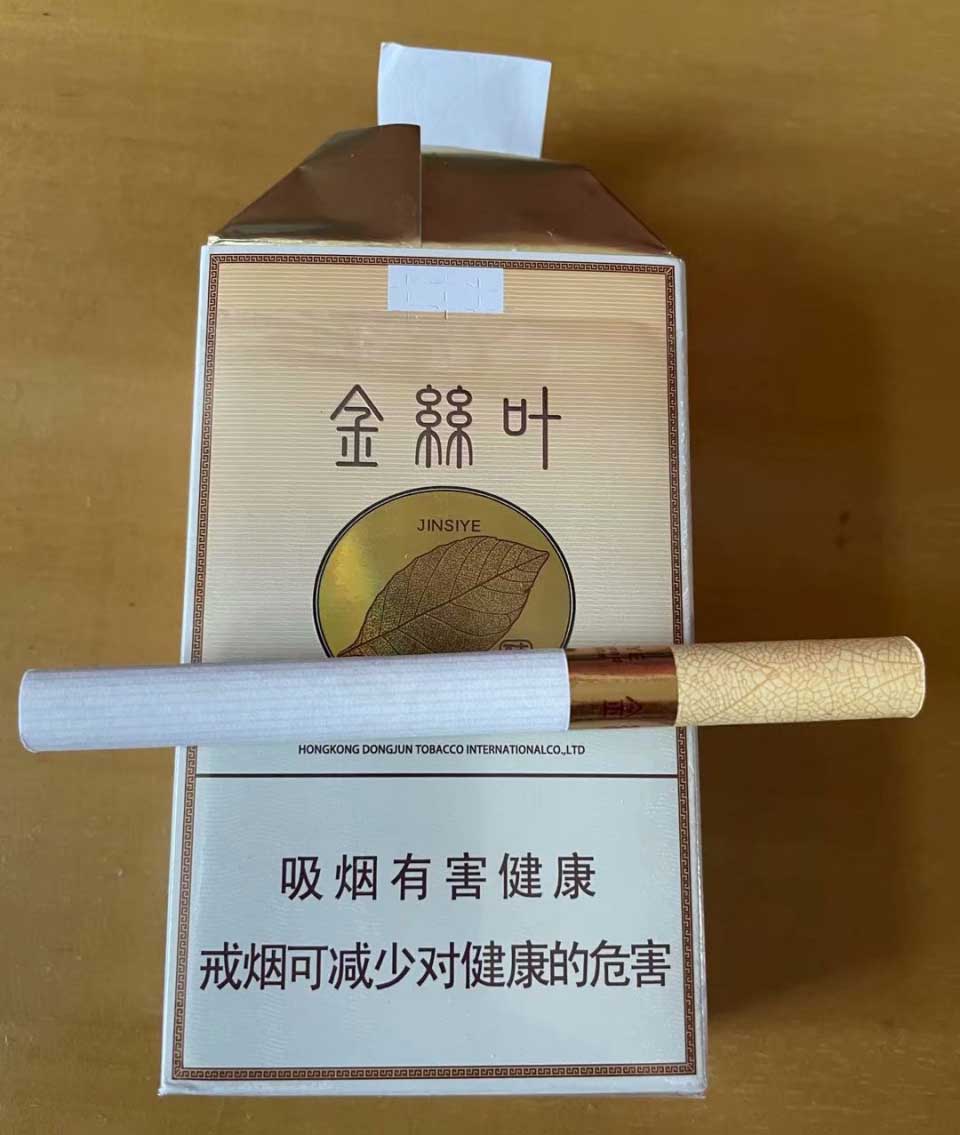 金絲叶
JINSIYE
HONGKONG DONGJUN TOBACCO INTERNATIONALCO.,LTD
吸烟有害健康
戒烟可减少对健康的危害